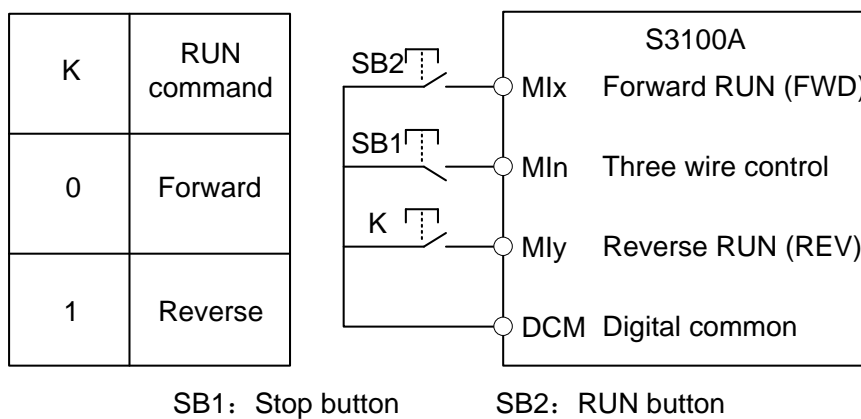 K
RUN
command
0
Forward
1
Reverse
S3100A
SB2
MIx Forward RUN (FWD)
SB1
MIn Three wire control
K
MIy Reverse RUN (REV)
DCM Digital common
SB1：Stop button SB2：RUN button